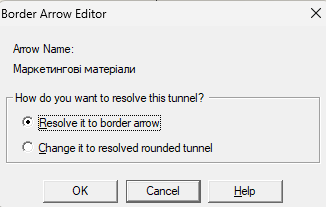 Border Arrow Editor
Arrow Name:
Маркетингові матеріали
How do you want to resolve this tunnel?
Resolve it to border arrow
Change it to resolved rounded tunnel
OK Cancel Help